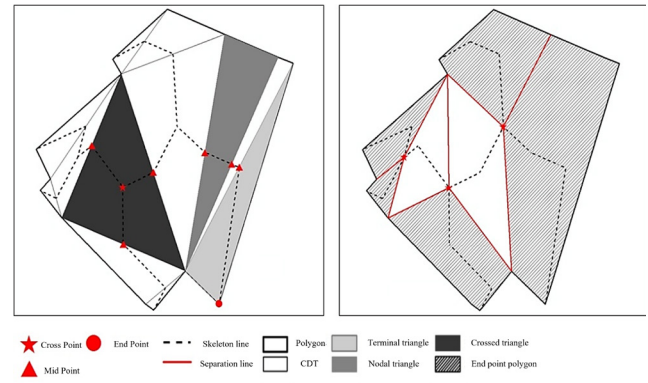 Cross Point End Point Skeleton line Polygon Terminal triangle Crossed triangle
Mid Point Separation line CDT Nodal triangle End point polygon